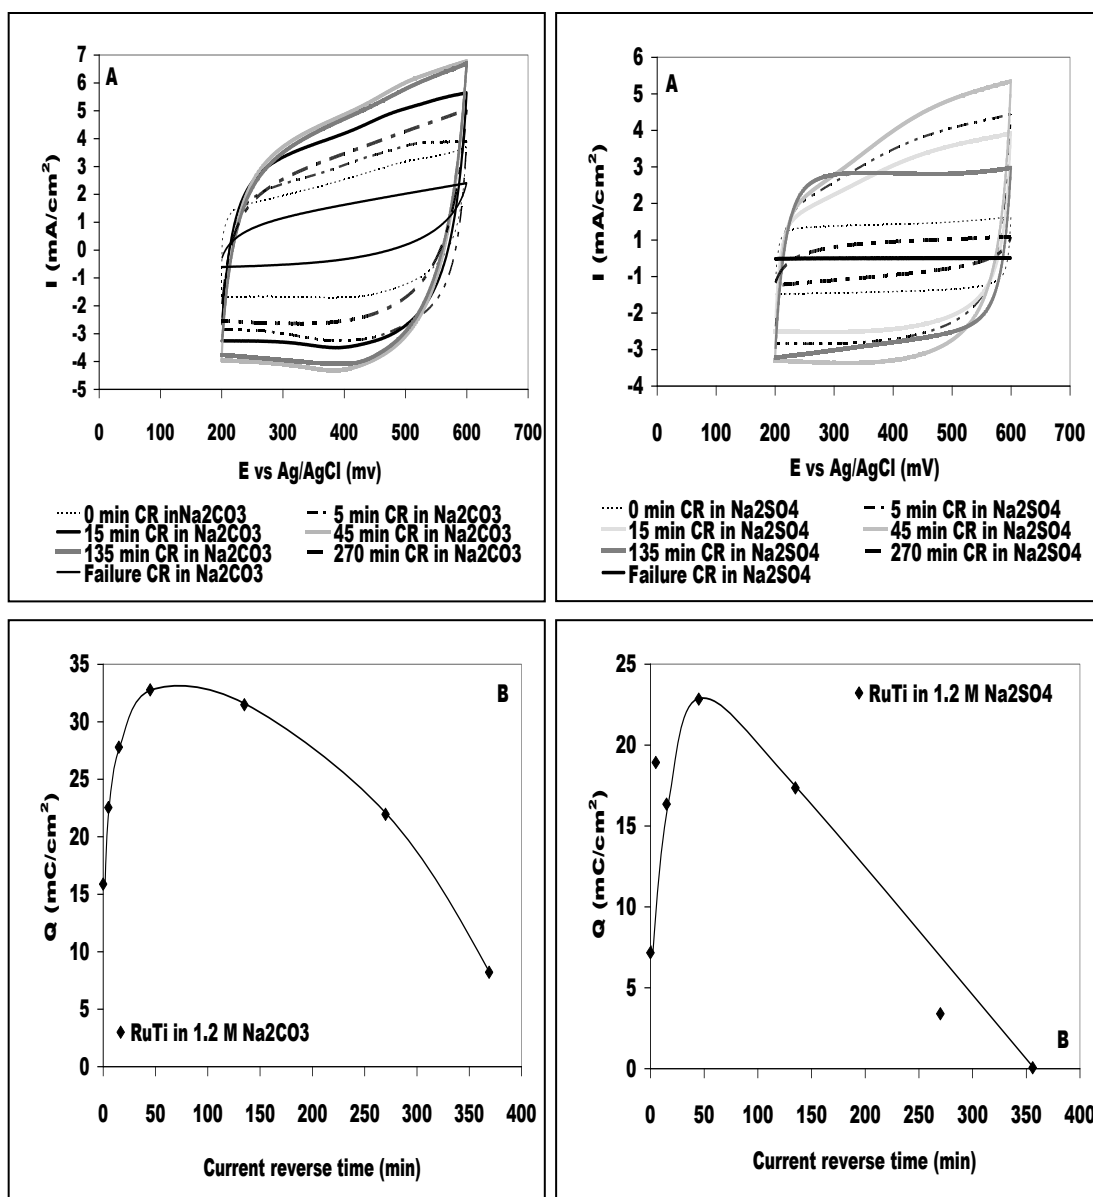 A
7
6
5
4
3
2
1
0
-1
-2
-3
-4
-5
I (mA/cm²)
0 100 200 300 400 500 600 700
E vs Ag/AgCl (mv)
0 min CR inNa2CO3 5 min CR in Na2CO3
15 min CR in Na2CO3 45 min CR in Na2CO3
135 min CR in Na2CO3 270 min CR in Na2CO3
Failure CR in Na2CO3
A
6
5
4
3
2
1
-1
-2
-3
-4
I (mA/cm²)
0 100 200 300 400 500 600 700
E vs Ag/AgCl (mV)
0 min CR in Na2SO4 5 min CR in Na2SO4
15 min CR in Na2SO4 45 min CR in Na2SO4
135 min CR in Na2SO4 270 min CR in Na2SO4
Failure CR in Na2SO4
B
35
30
25
20
15
10
5
0
Q (mC/cm²)
RuTi in 1.2 M Na2CO3
0 50 100 150 200 250 300 350 400
Current reverse time (min)
25
20
15
10
5
0
Q (mC/cm²)
RuTi in 1.2 M Na2SO4
B
0 50 100 150 200 250 300 350 400
Current reverse time (min)